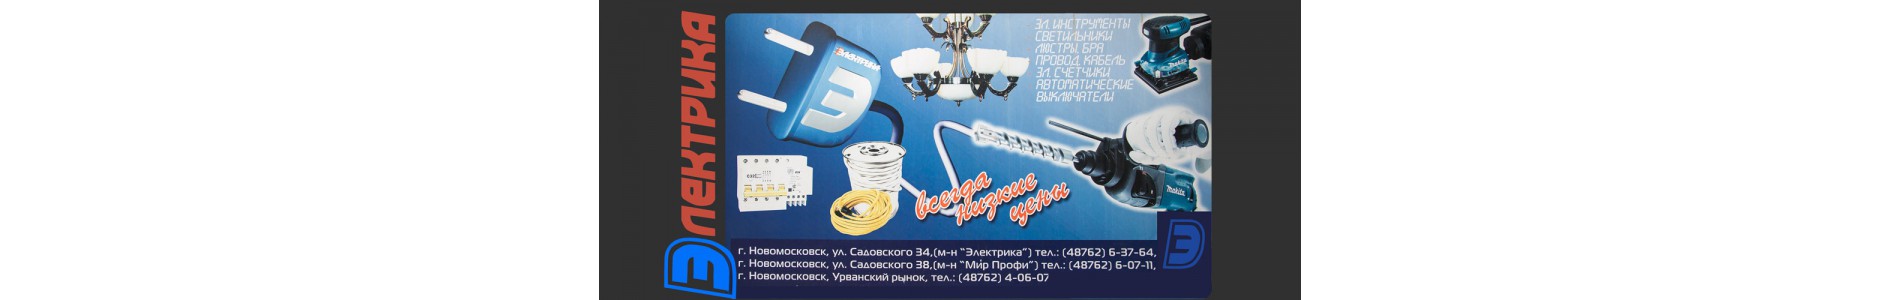 Электрика
ЭЛЕКТРИКА
Э
ЭЛ. ИНСТРУМЕНТЫ
СВЕТИЛЬНИКИ
ЛЮСТРЫ, БРА
ПРОВОД, КАБЕЛЬ
ЭЛ. СЧЕТЧИКИ
АВТОМАТИЧЕСКИЕ
ВЫКЛЮЧАТЕЛИ
makita
makita
всегда
низкие
цены
Э
г. Новомосковск, ул. Садовского 34,(м-н "Электрика") тел.: (48762) 6-37-64,
г. Новомосковск, ул. Садовского 38,(м-н "Мир Профи") тел.: (48762) 6-07-11,
г. Новомосковск, Урванский рынок, тел.: (48762) 4-06-07